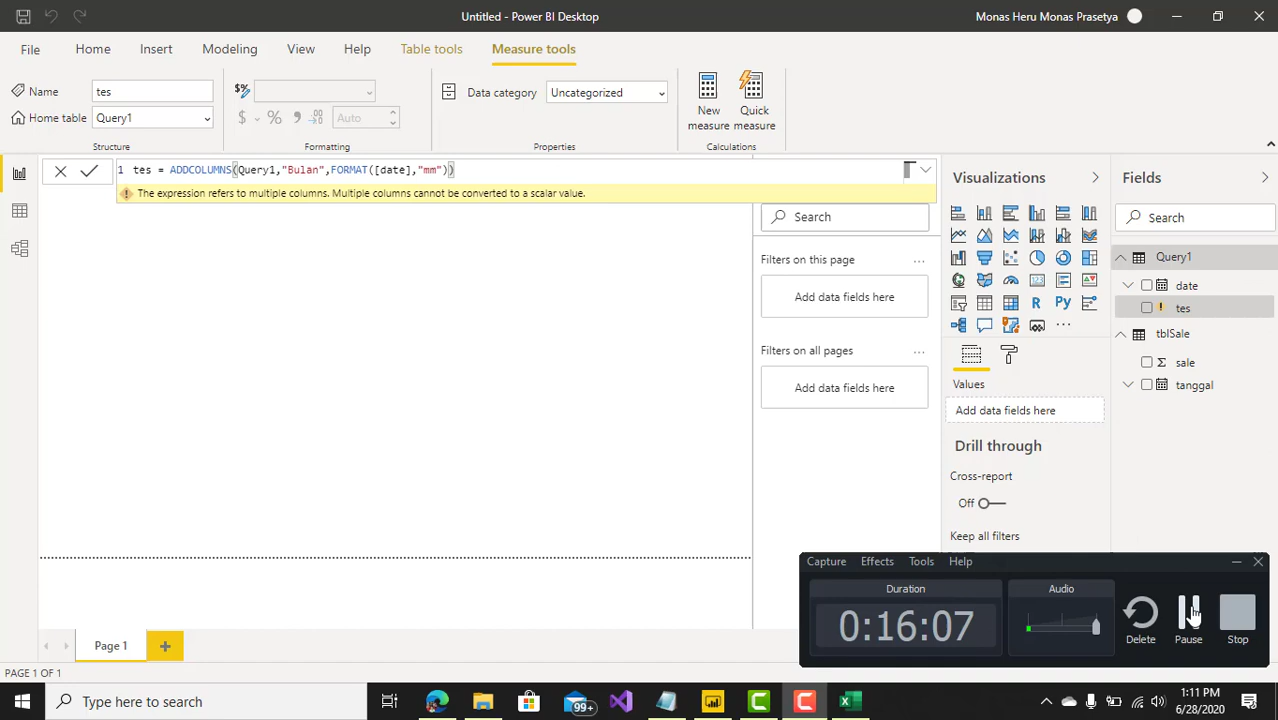 Untitled - Power BI Desktop
Monas Heru Monas Prasetya
File Home Insert Modeling View Help Table tools Measure tools
Name tes
Home table Query1
Structure
$ % 9 Auto
Formatting
Data category Uncategorized
Properties
New measure
Quick measure
Calculations
1 tes = ADDCOLUMNS(Query1,"Bulan",FORMAT([date],"mm"))
The expression refers to multiple columns. Multiple columns cannot be converted to a scalar value.
Search
Filters on this page ...
Add data fields here
Filters on all pages ...
Add data fields here
Visualizations
R Py
...
Values
Add data fields here
Drill through
Cross-report
Off
Keep all filters
Fields
Search
Query1
date
tes
tblSale
Σ sale
tanggal
Capture Effects Tools Help
Duration
0:16:07
Audio
Delete
Pause
Stop
Page 1
PAGE 1 OF 1
Type here to search
99+
1:11 PM
6/28/2020